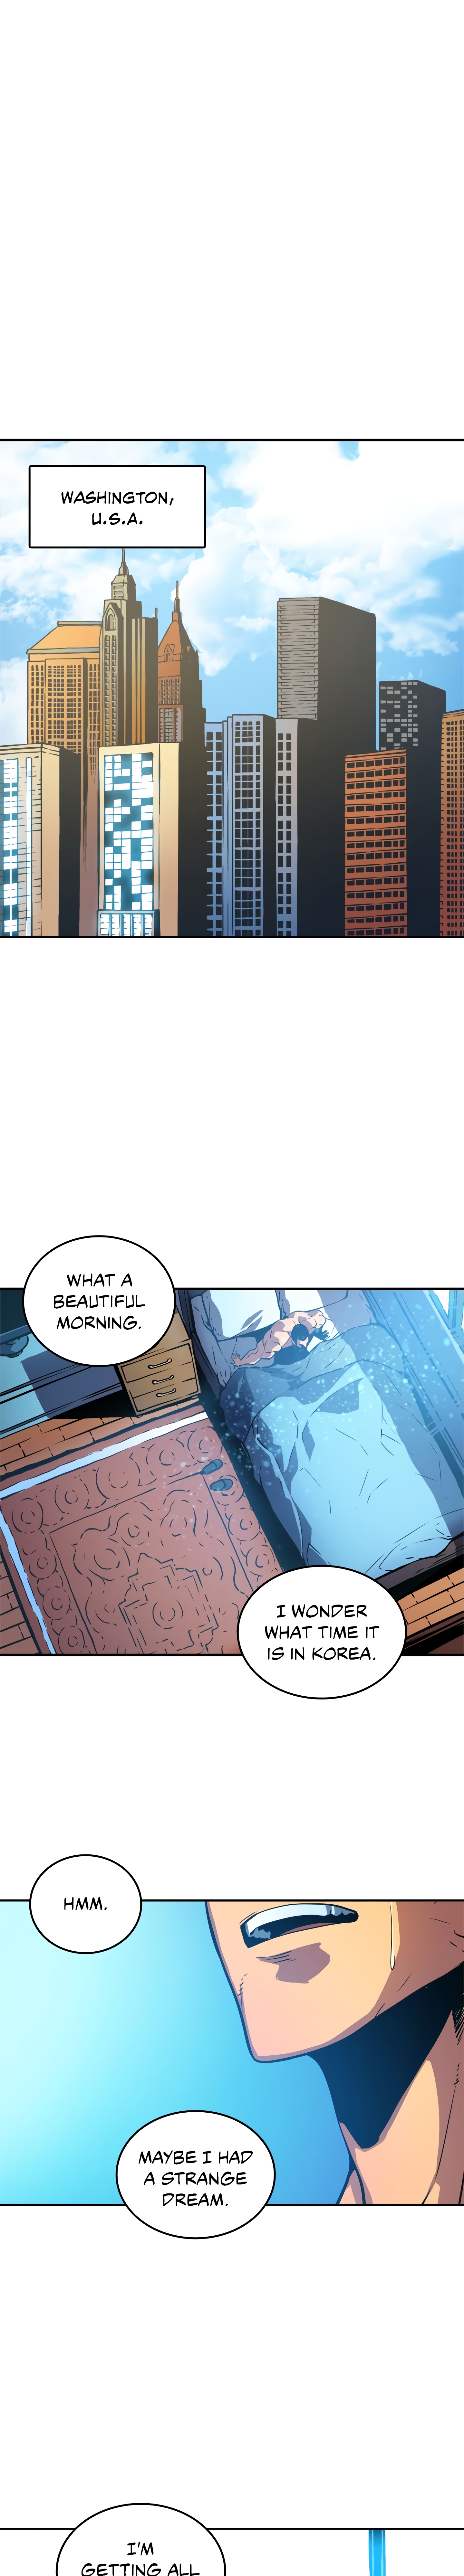 WASHINGTON,
U.S.A.
WHAT A
BEAUTIFUL
MORNING.
I WONDER
WHAT TIME IT
IS IN KOREA.
HMM.
MAYBE I HAD
A STRANGE
DREAM.
I'M
GETTING ALL